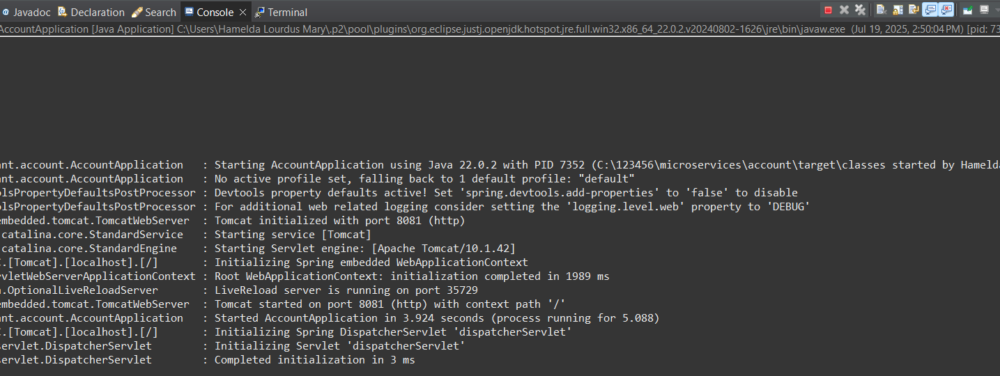 Javadoc Declaration Search Console Terminal
AccountApplication [Java Application] C:\Users\Hamelda Lourdus Mary\.p2\pool\plugins\org.eclipse.justj.openjdk.hotspot.jre.full.win32.x86_64_22.0.2.v20240802-1626\jre\bin\javaw.exe (Jul 19, 2025, 2:50:04 PM) [pid: 73
nt.account.AccountApplication : Starting AccountApplication using Java 22.0.2 with PID 7352 (C:\123456\microservices\account\target\classes started by Hamelda
nt.account.AccountApplication : No active profile set, falling back to 1 default profile: "default"
olsPropertyDefaultsPostProcessor : Devtools property defaults active! Set 'spring.devtools.add-properties' to 'false' to disable
olsPropertyDefaultsPostProcessor : For additional web related logging consider setting the 'logging.level.web' property to 'DEBUG'
embedded.tomcat.TomcatWebServer : Tomcat initialized with port 8081 (http)
.catalina.core.StandardService : Starting service [Tomcat]
.catalina.core.StandardEngine : Starting Servlet engine: [Apache Tomcat/10.1.42]
.[Tomcat].[localhost].[/] : Initializing Spring embedded WebApplicationContext
rvletWebServerApplicationContext : Root WebApplicationContext: initialization completed in 1989 ms
.OptionalLiveReloadServer : LiveReload server is running on port 35729
embedded.tomcat.TomcatWebServer : Tomcat started on port 8081 (http) with context path '/'
nt.account.AccountApplication : Started AccountApplication in 3.924 seconds (process running for 5.088)
.[Tomcat].[localhost].[/] : Initializing Spring DispatcherServlet 'dispatcherServlet'
servlet.DispatcherServlet : Initializing Servlet 'dispatcherServlet'
servlet.DispatcherServlet : Completed initialization in 3 ms